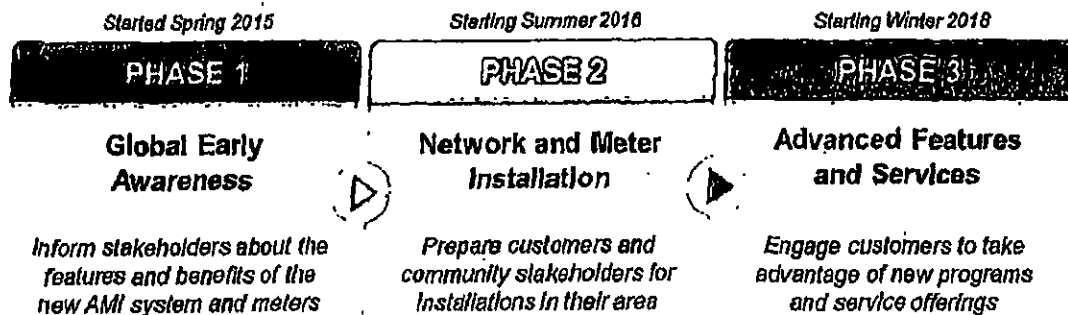 Started Spring 2015
PHASE 1
Global Early
Awareness
Inform stakeholders about the
features and benefits of the
new AMI system and meters
Starting Summer 2016
PHASE 2
Network and Meter
Installation
Prepare customers and
community stakeholders for
installations in their area
Starting Winter 2018
PHASE 3
Advanced Features
and Services
Engage customers to take
advantage of new programs
and service offerings